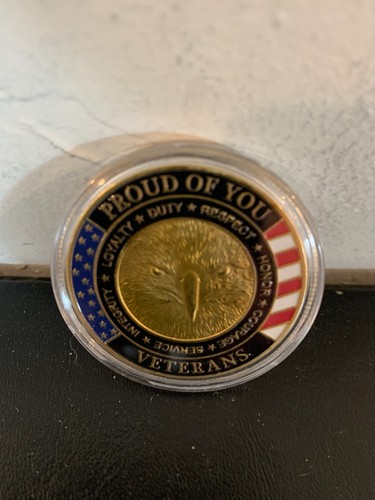 PROUD OF YOU
LOYALTY ★ DUTY ★ RESPECT ★ HONOR ★ COURAGE ★ SERVICE ★ INTEGRITY ★
VETERANS.